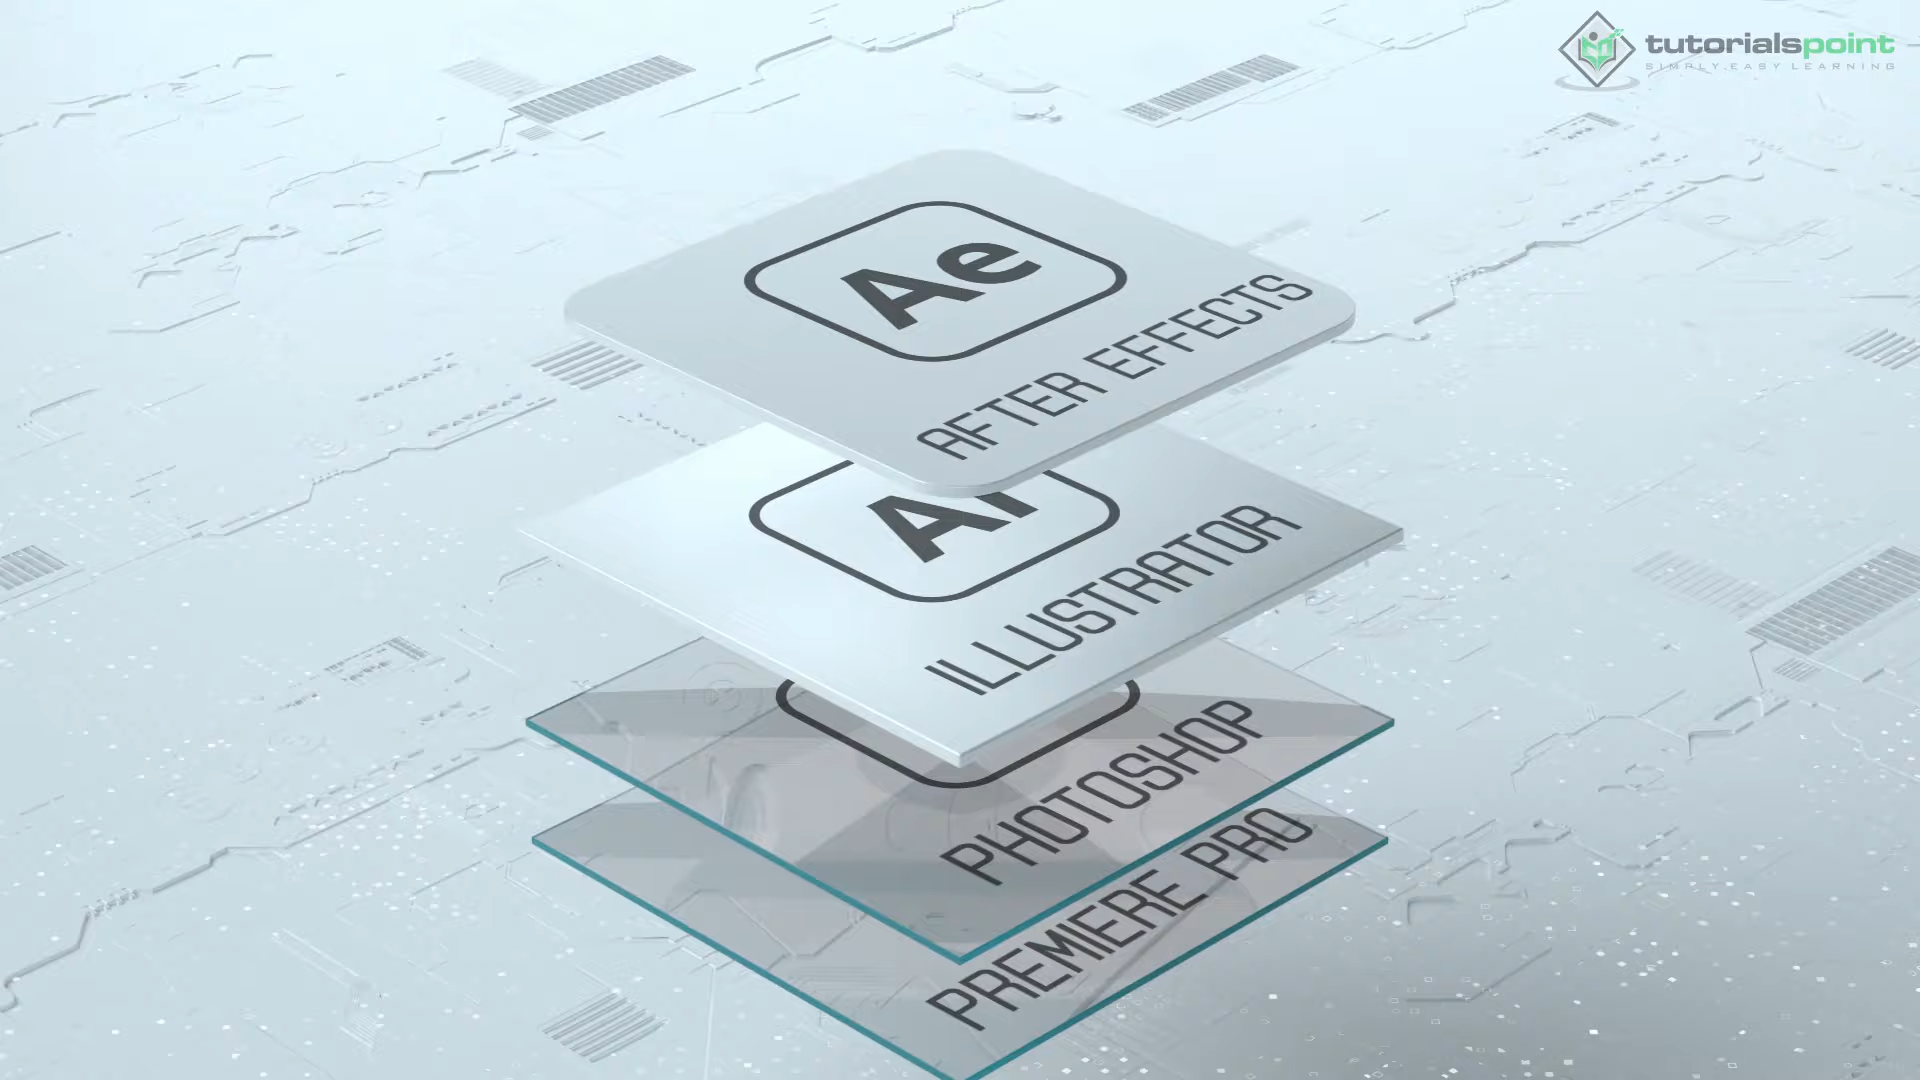 tutorialspoint
SIMPLY EASY LEARNING
Ae
AFTER EFFECTS
Ai
ILLUSTRATOR
PHOTOSHOP
PREMIERE PRO